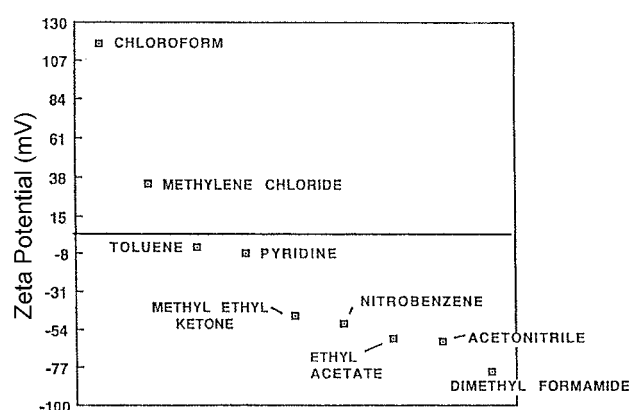 Zeta Potential (mV)
130
107
84
61
38
15
-8
-31
-54
-77
-100
CHLOROFORM
METHYLENE CHLORIDE
TOLUENE
PYRIDINE
METHYL ETHYL
KETONE
NITROBENZENE
ETHYL
ACETATE
ACETONITRILE
DIMETHYL FORMAMIDE